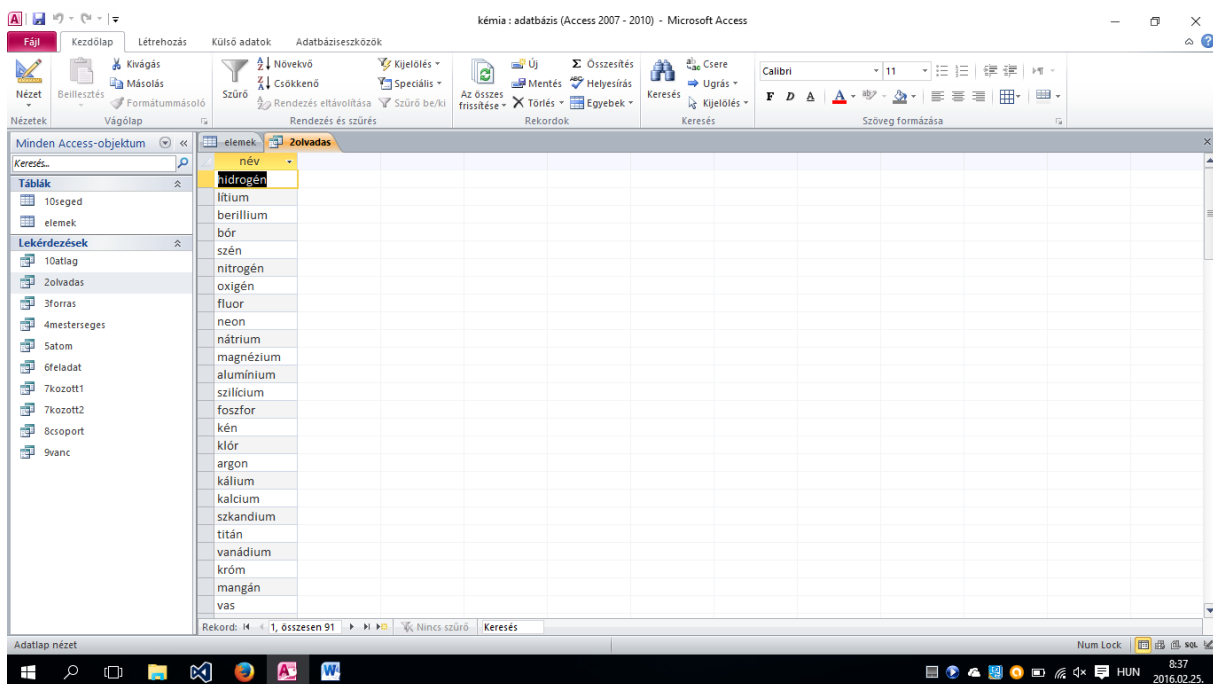 kémia : adatbázis (Access 2007 - 2010) - Microsoft Access
Fájl Kezdőlap Létrehozás Külső adatok Adatbáziseszközök
Nézet
Nézetek
Beillesztés
Kivágás
Másolás
Formátummásoló
Vágólap
Szűrő
Növekvő
Csökkenő
Rendezés eltávolítása
Kijelölés
Speciális
Szűrő be/ki
Rendezés és szűrés
Az összes
frissítése
Új
Mentés
Törlés
Összesítés
Helyesírás
Egyebek
Rekordok
Keresés
Csere
Ugrás
Kijelölés
Keresés
Calibri 11
F D A
Szöveg formázása
Minden Access-objektum
Keresés...
Táblák
10seged
elemek
Lekérdezések
10atlag
2olvadas
3forras
4mesterseges
5atom
6feladat
7kozott1
7kozott2
8csoport
9vanc
elemek 2olvadas
név
hidrogén
lítium
berillium
bór
szén
nitrogén
oxigén
fluor
neon
nátrium
magnézium
alumínium
szilícium
foszfor
kén
klór
argon
kálium
kalcium
szkandium
titán
vanádium
króm
mangán
vas
Rekord: 1, összesen 91 Nincs szűrő Keresés
Adatlap nézet Num Lock SQL
HUN
8:37
2016.02.25.